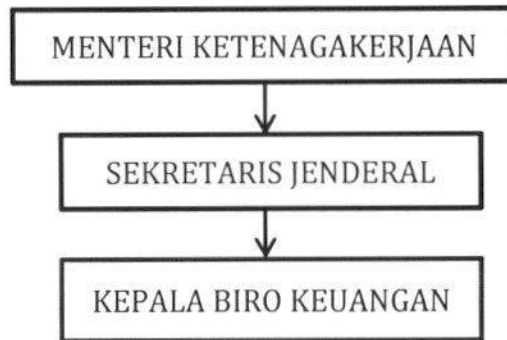 MENTERI KETENAGAKERJAAN
SEKRETARIS JENDERAL
KEPALA BIRO KEUANGAN